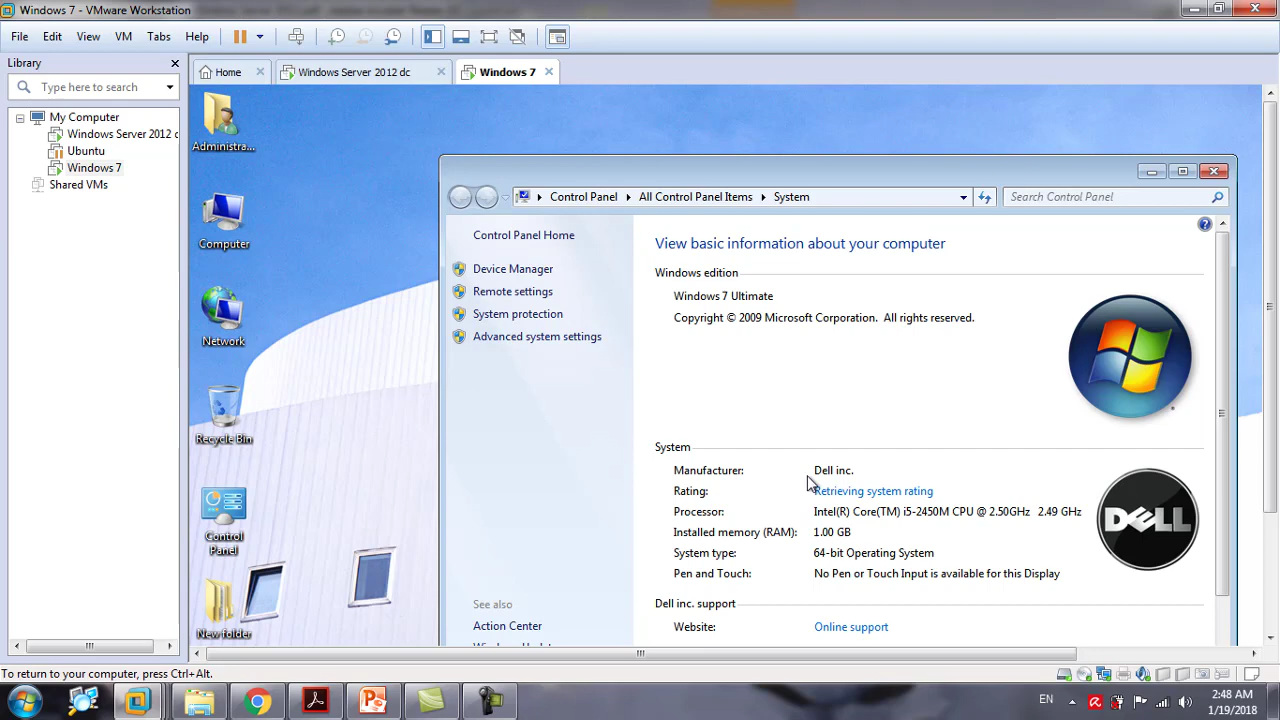 Windows 7 - VMware Workstation
File Edit View VM Tabs Help
Library
Type here to search
My Computer
Windows Server 2012 d
Ubuntu
Windows 7
Shared VMs
Home
Windows Server 2012 dc
Windows 7
Administra...
Computer
Network
Recycle Bin
Control
Panel
New folder
Control Panel
All Control Panel Items
System
Search Control Panel
Control Panel Home
Device Manager
Remote settings
System protection
Advanced system settings
See also
Action Center
View basic information about your computer
Windows edition
Windows 7 Ultimate
Copyright © 2009 Microsoft Corporation. All rights reserved.
System
Manufacturer: Dell inc.
Rating: Retrieving system rating
Processor: Intel(R) Core(TM) i5-2450M CPU @ 2.50GHz 2.49 GHz
Installed memory (RAM): 1.00 GB
System type: 64-bit Operating System
Pen and Touch: No Pen or Touch Input is available for this Display
DELL
Dell inc. support
Website: Online support
To return to your computer, press Ctrl+Alt.
EN
2:48 AM
1/19/2018